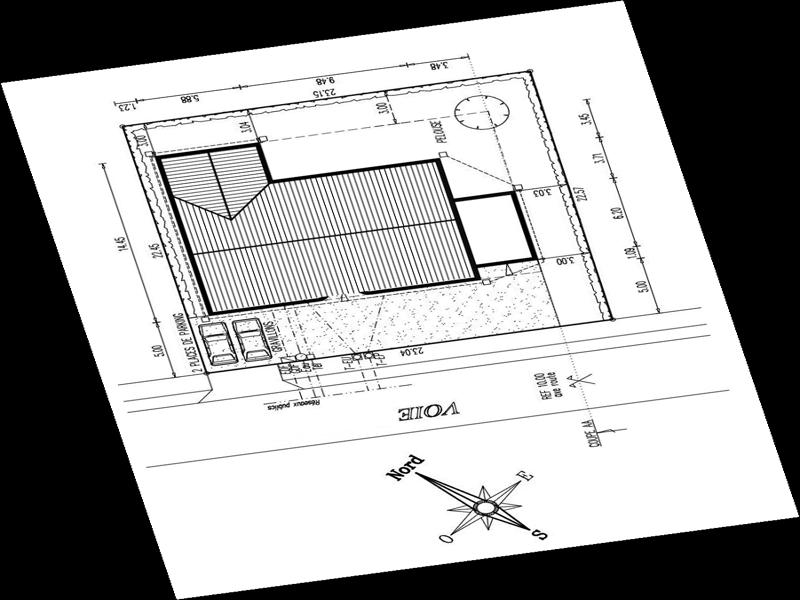 3.48
9.48
5.88
1.23
23.15
3.00
3.04
3.00
PELOUSE
3.45
3.71
22.57
6.20
1.09
5.00
3.03
3.00
14.45
22.45
5.00
2 PLACES DE PARKING
GRAVILLONS
23.04
Réseaux publics
VOIE
REF 10.00
axe route
COUPE AA
Nord
E
O
S